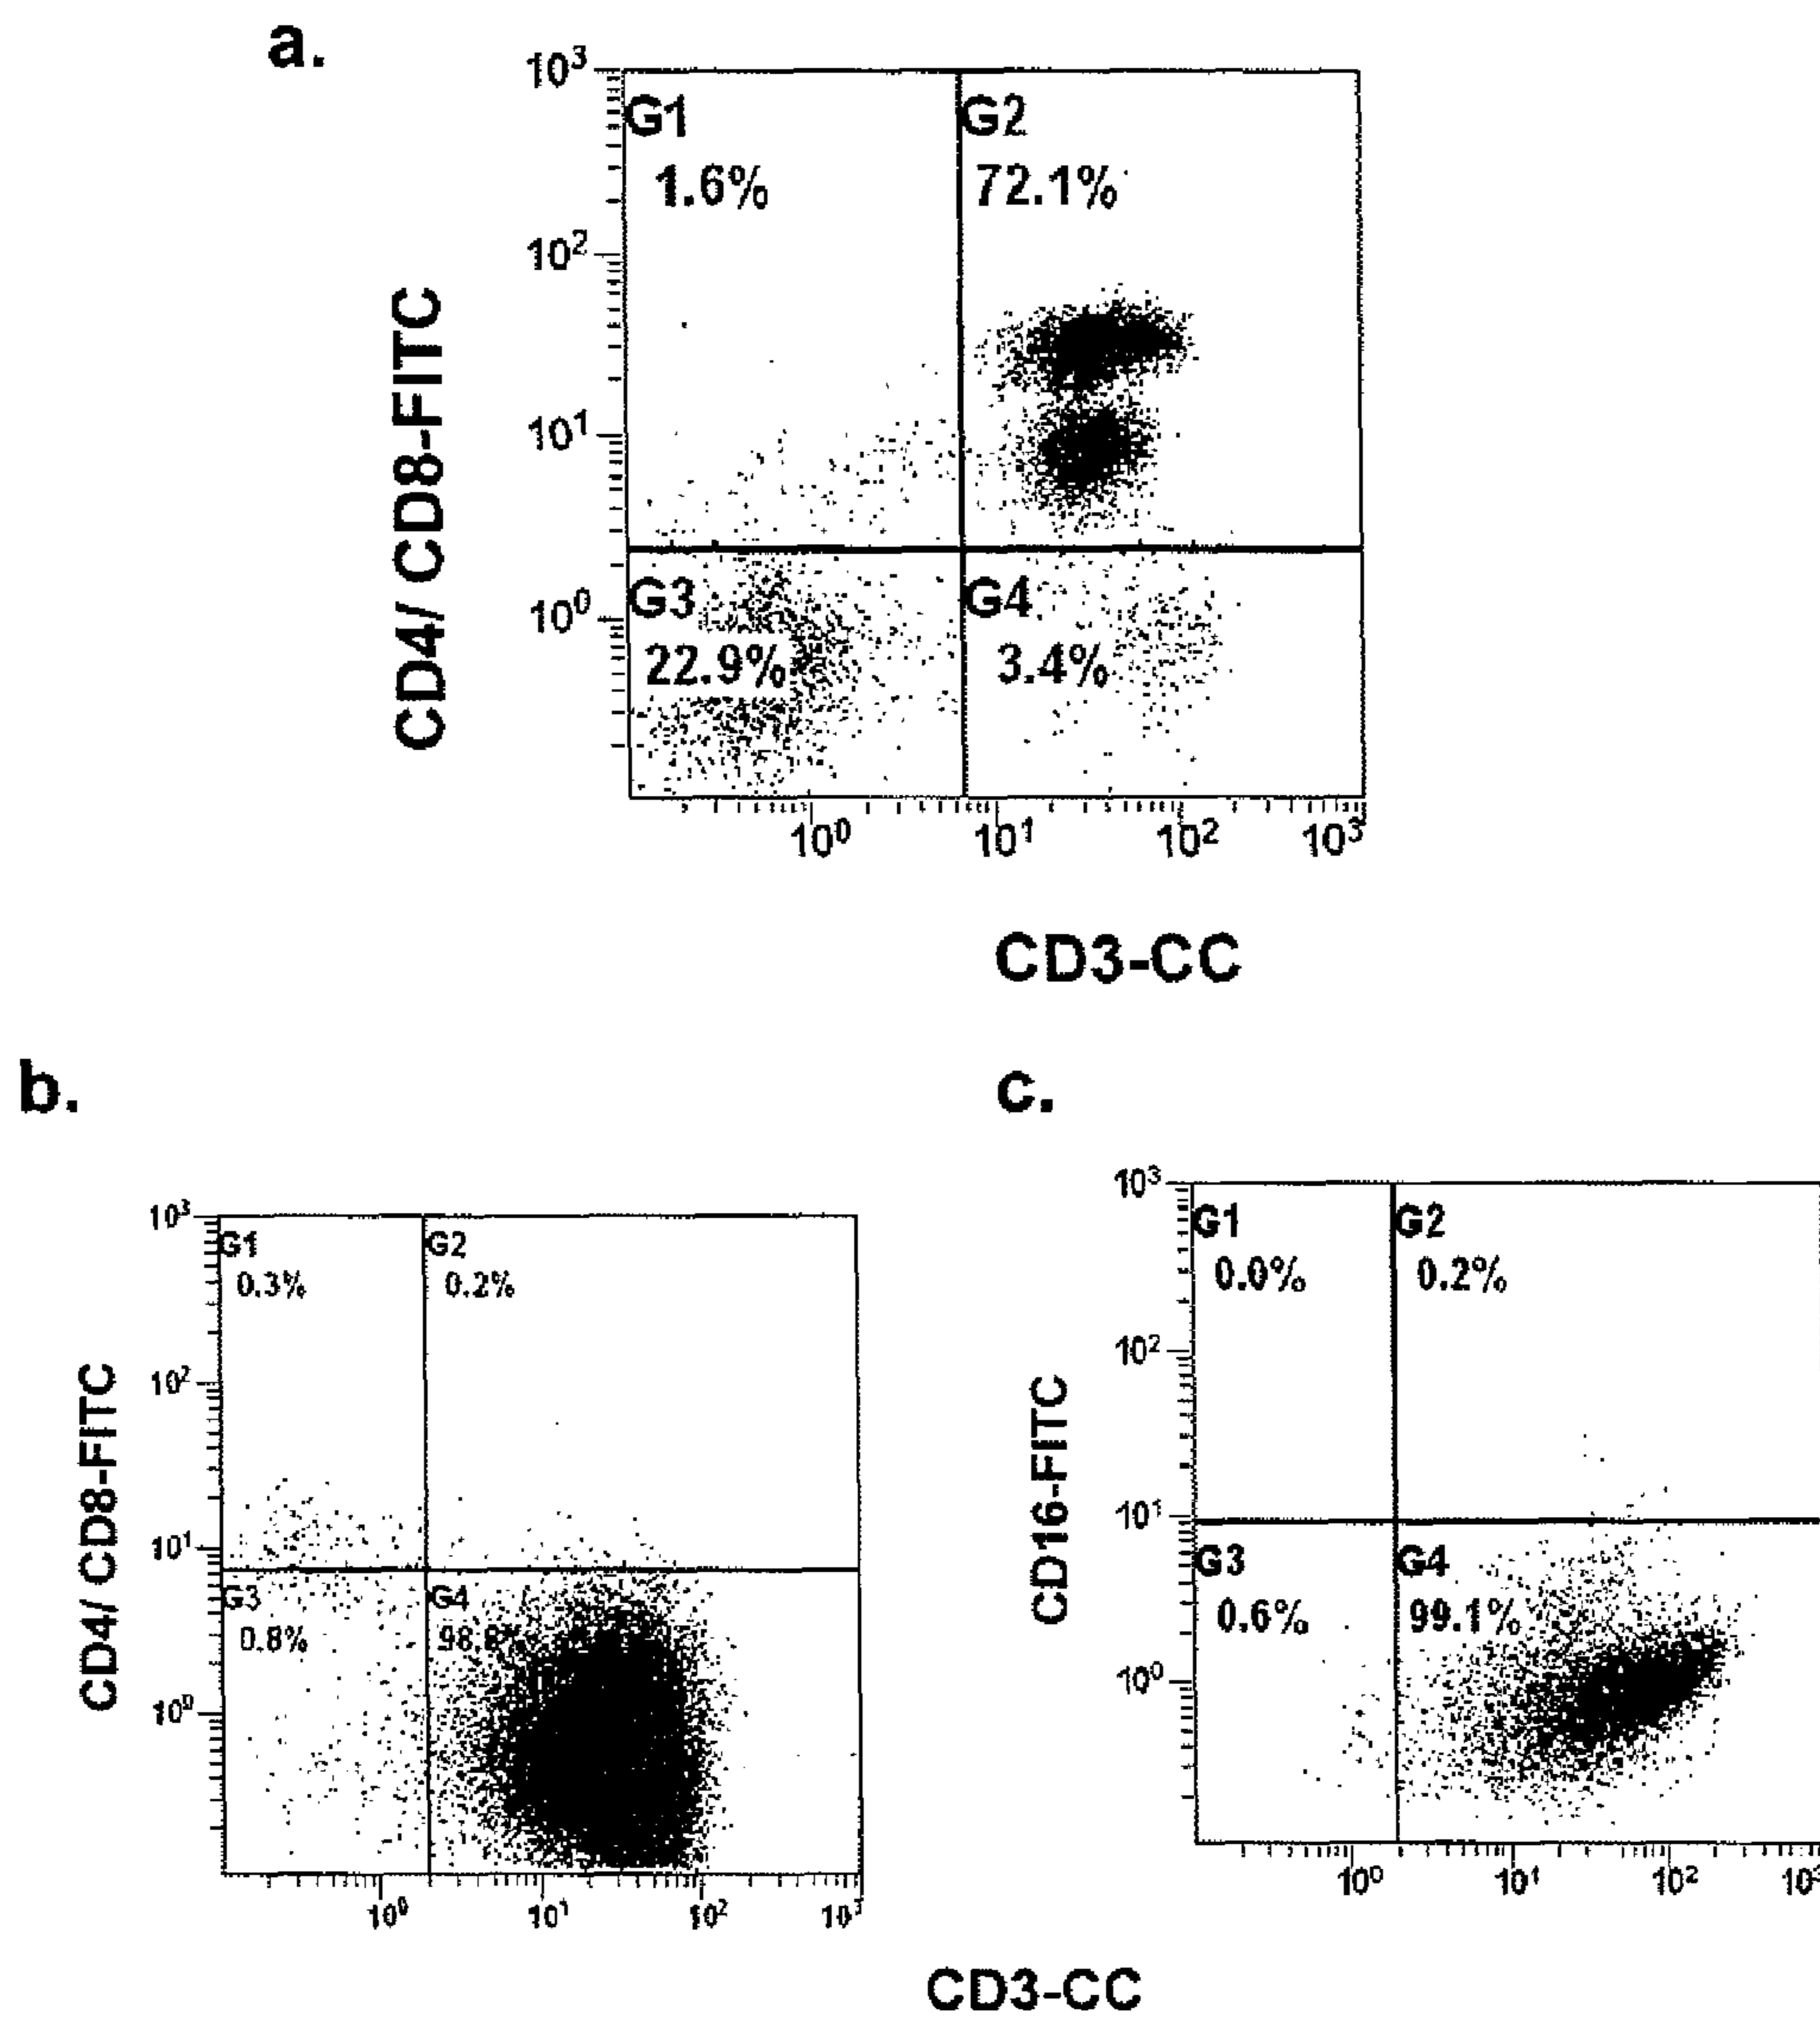 a.
10³
G1 G2
1.6% 72.1%
10²
CD4/ CD8-FITC
10¹
G3 G4
10⁰
22.9% 3.4%
10⁰ 10¹ 10² 10³
CD3-CC
b. c.
10³
G1 G2
0.3% 0.2%
10²
CD4/ CD8-FITC
10¹
G3 G4
0.8%
10⁰
10⁰ 10¹ 10² 10³
10³
G1 G2
0.0% 0.2%
10²
CD16-FITC
10¹
G3 G4
0.6% 99.1%
10⁰
10⁰ 10¹ 10² 10³
CD3-CC